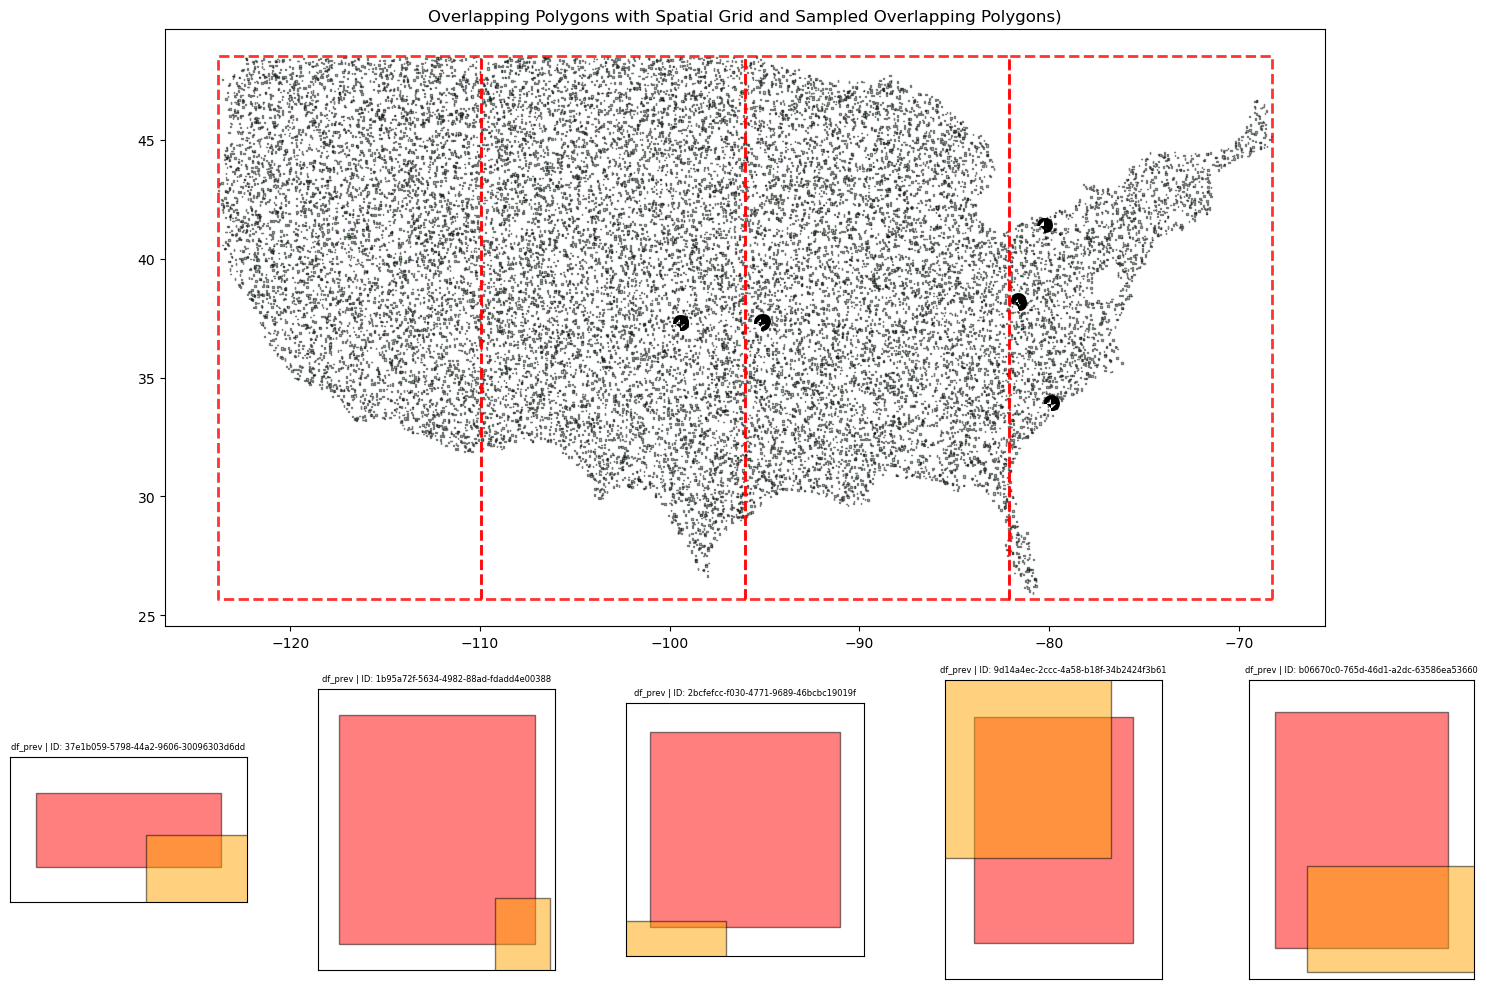 Overlapping Polygons with Spatial Grid and Sampled Overlapping Polygons)
45
40
35
30
25
−120
−110
−100
−90
−80
−70
df_prev | ID: 37e1b059-5798-44a2-9606-30096303d6dd
df_prev | ID: 1b95a72f-5634-4982-88ad-fdadd4e00388
df_prev | ID: 2bcfefcc-f030-4771-9689-46bcbc19019f
df_prev | ID: 9d14a4ec-2ccc-4a58-b18f-34b2424f3b61
df_prev | ID: b06670c0-765d-46d1-a2dc-63586ea53660